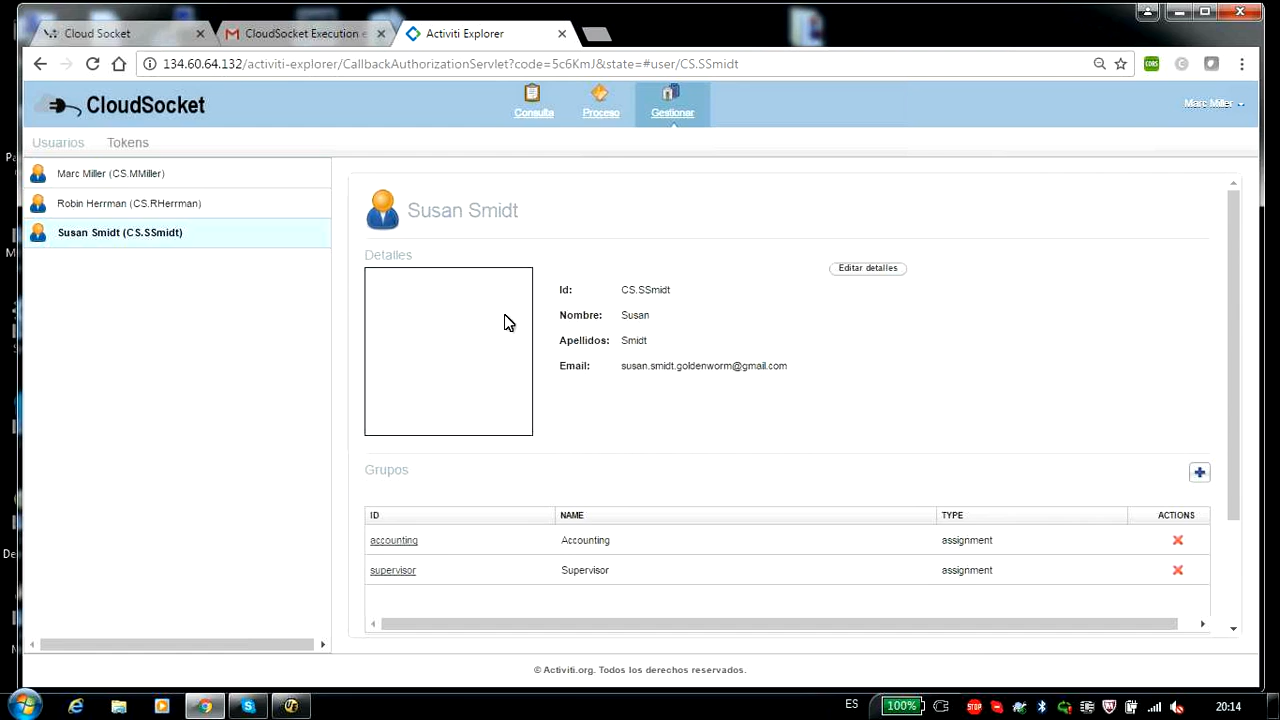 Cloud Socket
CloudSocket Execution e
Activiti Explorer
134.60.64.132/activiti-explorer/CallbackAuthorizationServlet?code=5c6KmJ&state=#user/CS.SSmidt
CloudSocket
Consulta
Proceso
Gestionar
Marc Miller
Usuarios
Tokens
Marc Miller (CS.MMiller)
Robin Herrman (CS.RHerrman)
Susan Smidt (CS.SSmidt)
Susan Smidt
Detalles
Editar detalles
Id: CS.SSmidt
Nombre: Susan
Apellidos: Smidt
Email: susan.smidt.goldenworm@gmail.com
Grupos
ID NAME TYPE ACTIONS
accounting Accounting assignment
supervisor Supervisor assignment
© Activiti.org. Todos los derechos reservados.
ES 100% STOP 20:14